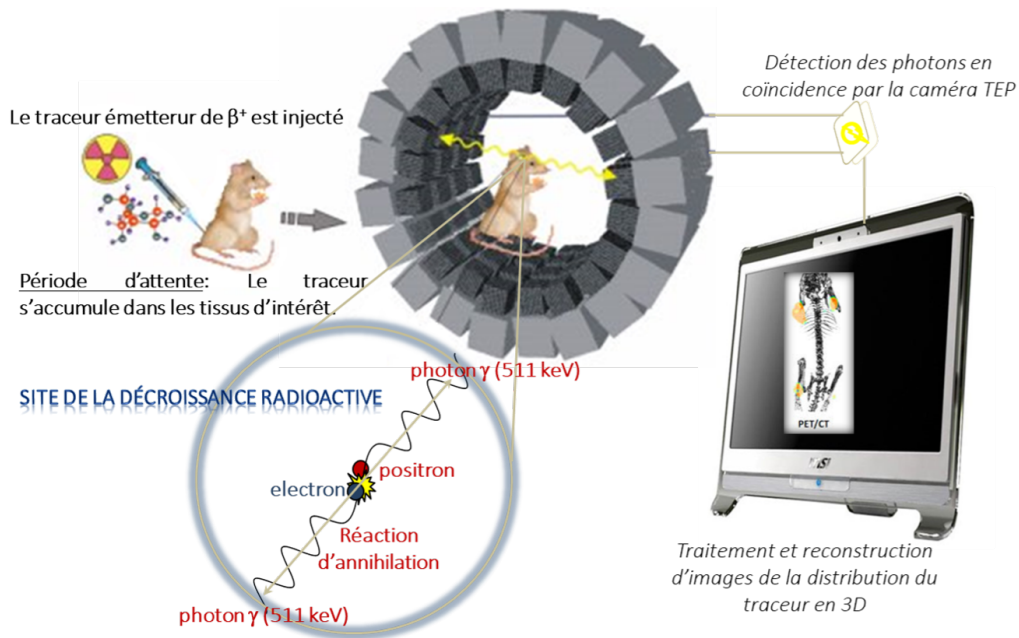 Détection des photons en
coïncidence par la caméra TEP
Le traceur émetterur de β⁺ est injecté
Période d'attente: Le traceur
s'accumule dans les tissus d'intérêt.
SITE DE LA DÉCROISSANCE RADIOACTIVE
photon γ (511 keV)
positron
electron
Réaction
d'annihilation
photon γ (511 keV)
PET/CT
Traitement et reconstruction
d'images de la distribution du
traceur en 3D